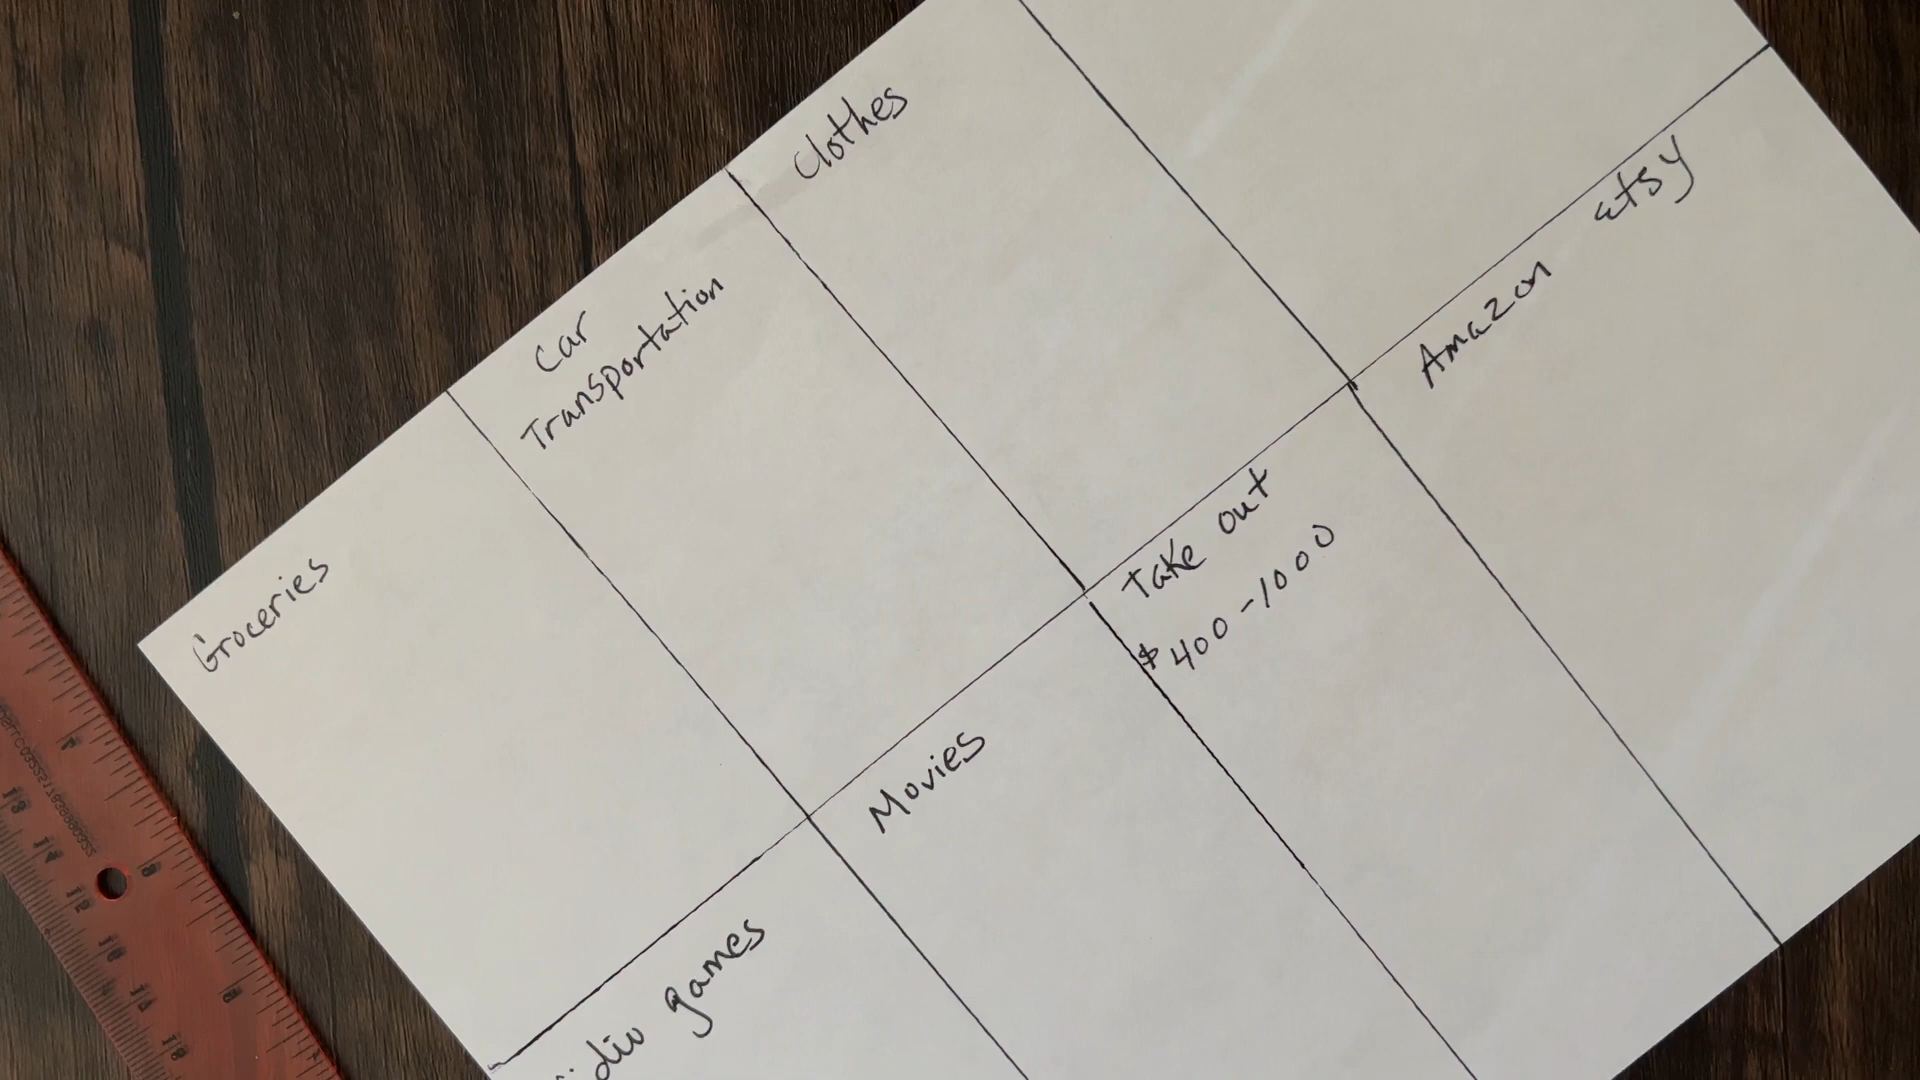 Groceries
Car
Transportation
Clothes
games
Movies
Take out
$400-1000
Amazon etsy